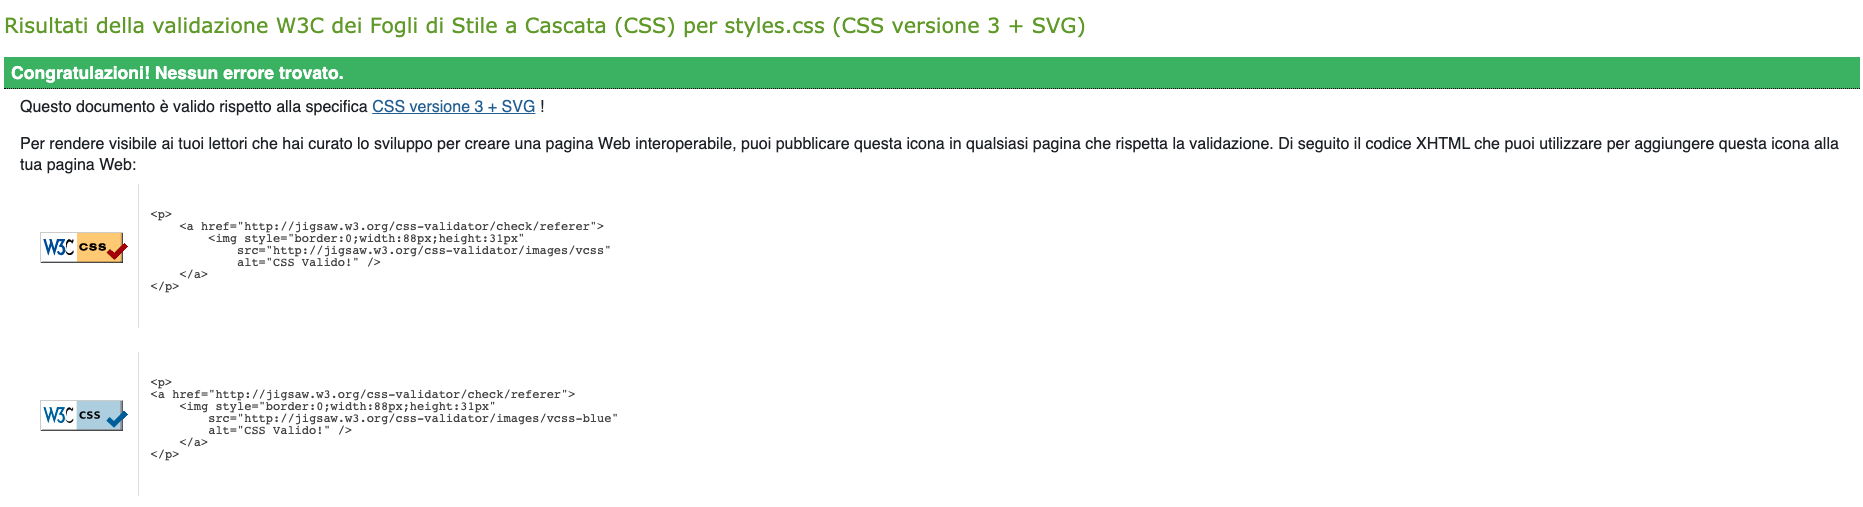 Risultati della validazione W3C dei Fogli di Stile a Cascata (CSS) per styles.css (CSS versione 3 + SVG)
Congratulazioni! Nessun errore trovato.
Questo documento è valido rispetto alla specifica CSS versione 3 + SVG !
Per rendere visibile ai tuoi lettori che hai curato lo sviluppo per creare una pagina Web interoperabile, puoi pubblicare questa icona in qualsiasi pagina che rispetta la validazione. Di seguito il codice XHTML che puoi utilizzare per aggiungere questa icona alla
tua pagina Web:
W3C css
<p>
<a href="http://jigsaw.w3.org/css-validator/check/referer">
<img style="border:0;width:88px;height:31px"
src="http://jigsaw.w3.org/css-validator/images/vcss"
alt="CSS Valido!" />
</a>
</p>
W3C css
<p>
<a href="http://jigsaw.w3.org/css-validator/check/referer">
<img style="border:0;width:88px;height:31px"
src="http://jigsaw.w3.org/css-validator/images/vcss-blue"
alt="CSS Valido!" />
</a>
</p>